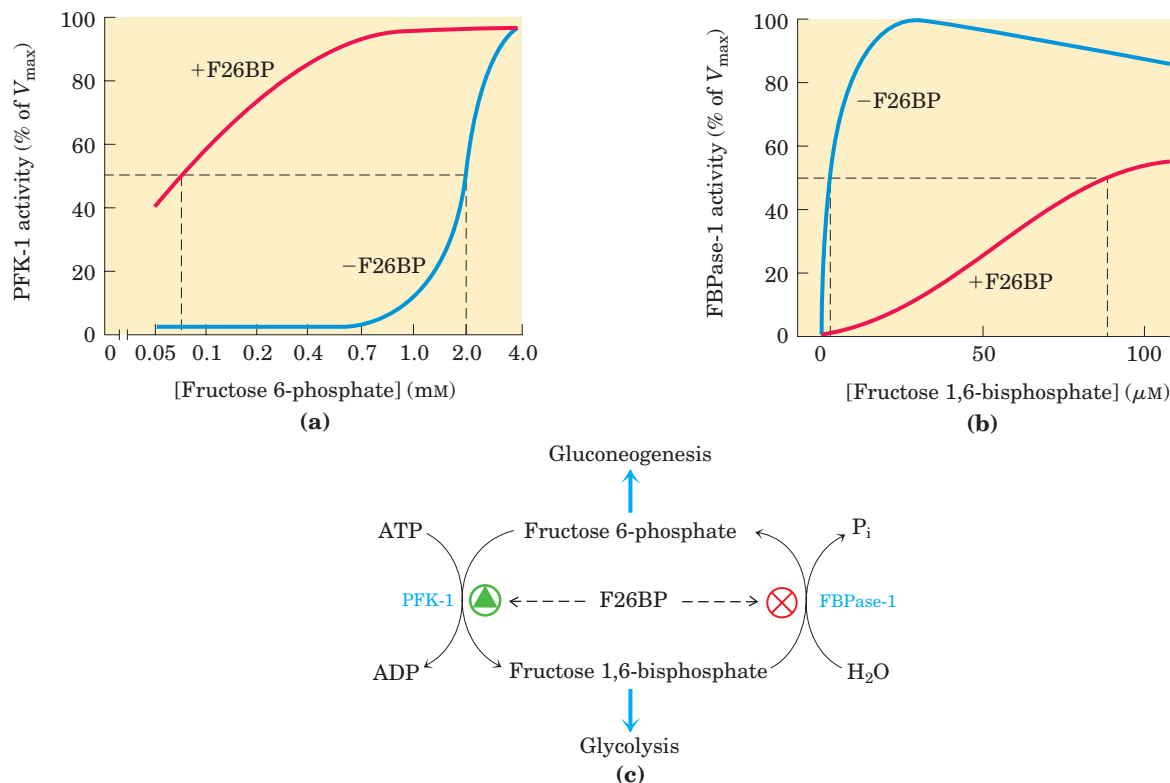 PFK-1 activity (% of Vmax)
100
80
60
40
20
0
+F26BP
−F26BP
0 0.05 0.1 0.2 0.4 0.7 1.0 2.0 4.0
[Fructose 6-phosphate] (mM)
(a)
FBPase-1 activity (% of Vmax)
100
80
60
40
20
0
−F26BP
+F26BP
0 50 100
[Fructose 1,6-bisphosphate] (μM)
(b)
Gluconeogenesis
ATP Fructose 6-phosphate Pi
PFK-1 F26BP FBPase-1
ADP Fructose 1,6-bisphosphate H2O
Glycolysis
(c)